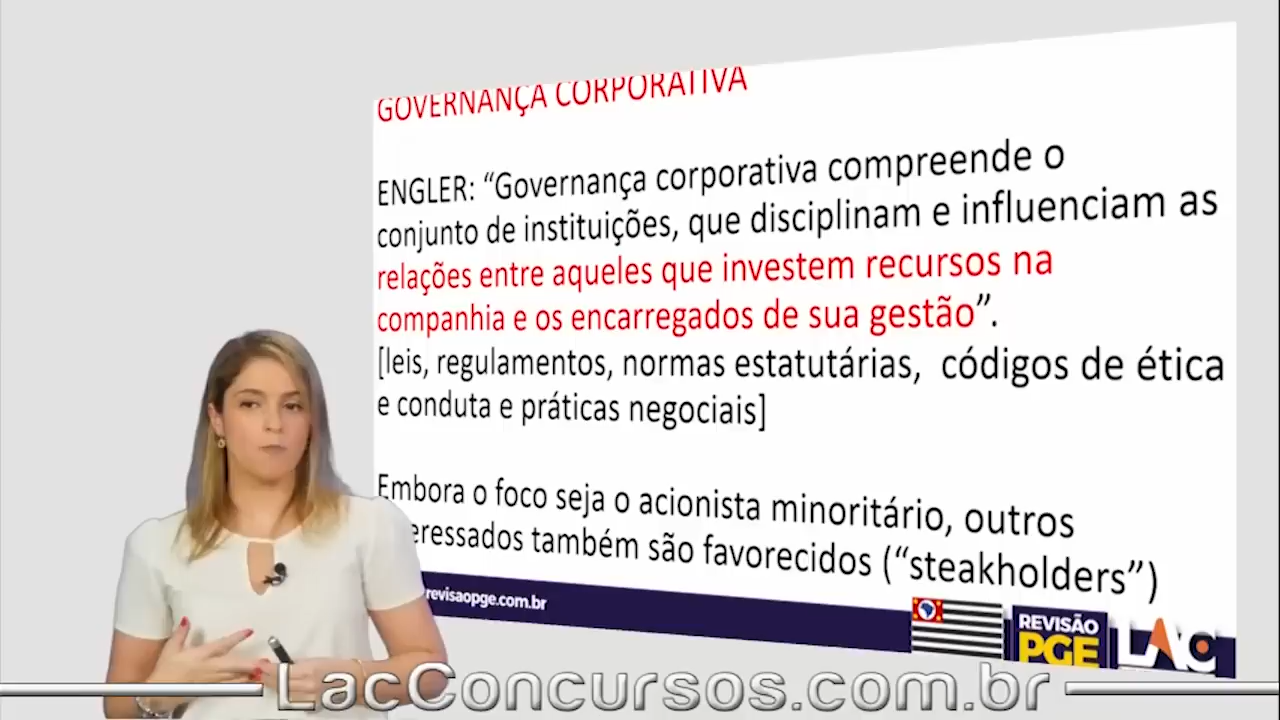 GOVERNANÇA CORPORATIVA
ENGLER: “Governança corporativa compreende o
conjunto de instituições, que disciplinam e influenciam as
relações entre aqueles que investem recursos na
companhia e os encarregados de sua gestão”.
[leis, regulamentos, normas estatutárias, códigos de ética
e conduta e práticas negociais]
Embora o foco seja o acionista minoritário, outros
eressados também são favorecidos (“steakholders”)
revisaopge.com.br
REVISÃO
PGE
LAC
LacConcursos.com.br